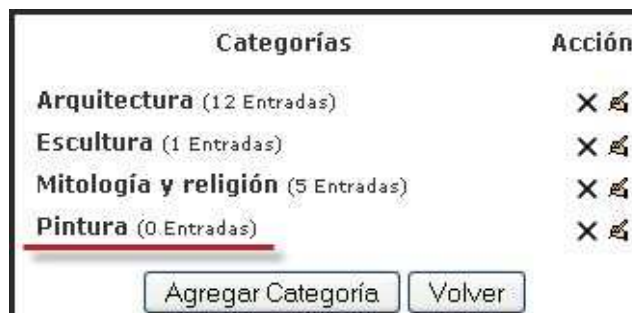 Categorías Acción
Arquitectura (12 Entradas)
Escultura (1 Entradas)
Mitología y religión (5 Entradas)
Pintura (0 Entradas)
Agregar Categoría Volver